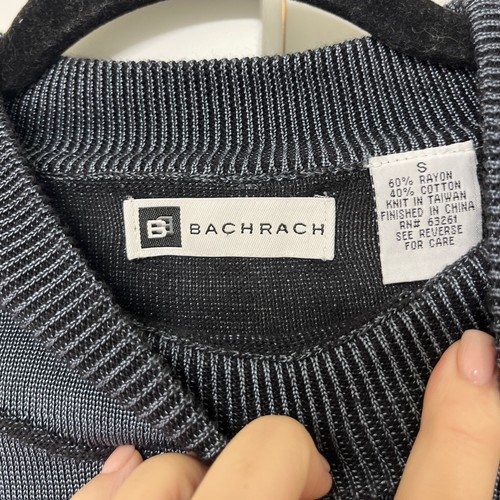 B
BACHRACH
S
60% RAYON
40% COTTON
KNIT IN TAIWAN
FINISHED IN CHINA
RN# 63261
SEE REVERSE
FOR CARE